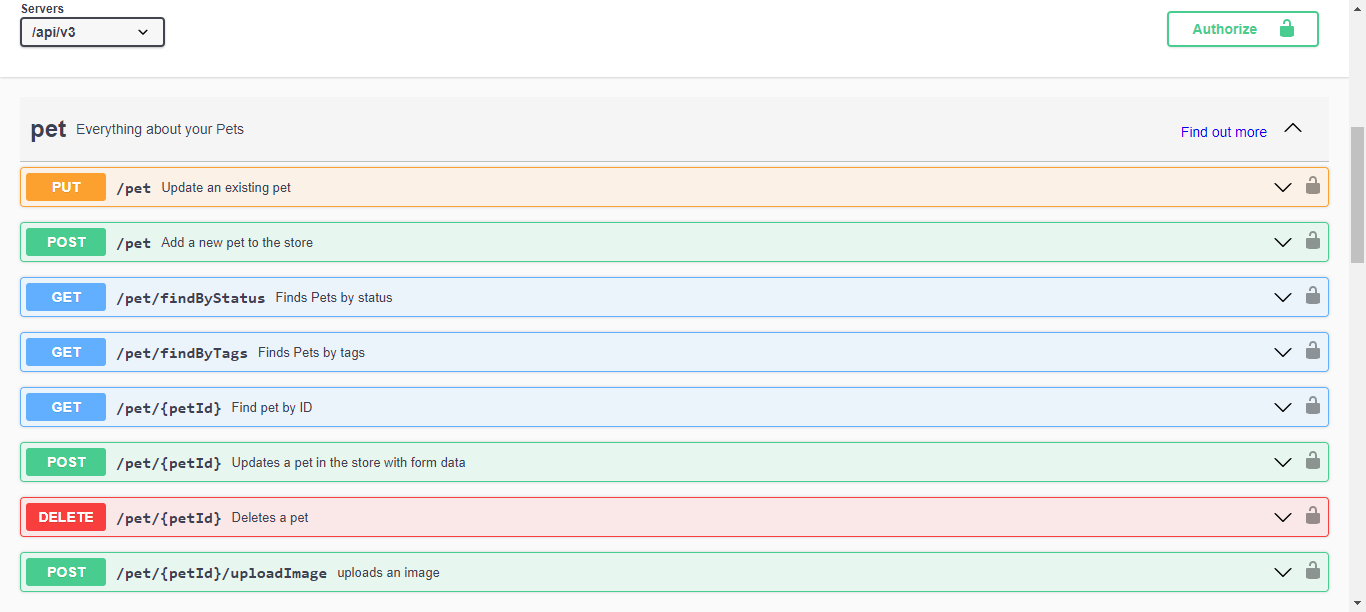 Servers
/api/v3
Authorize
pet Everything about your Pets
Find out more
PUT /pet Update an existing pet
POST /pet Add a new pet to the store
GET /pet/findByStatus Finds Pets by status
GET /pet/findByTags Finds Pets by tags
GET /pet/{petId} Find pet by ID
POST /pet/{petId} Updates a pet in the store with form data
DELETE /pet/{petId} Deletes a pet
POST /pet/{petId}/uploadImage uploads an image